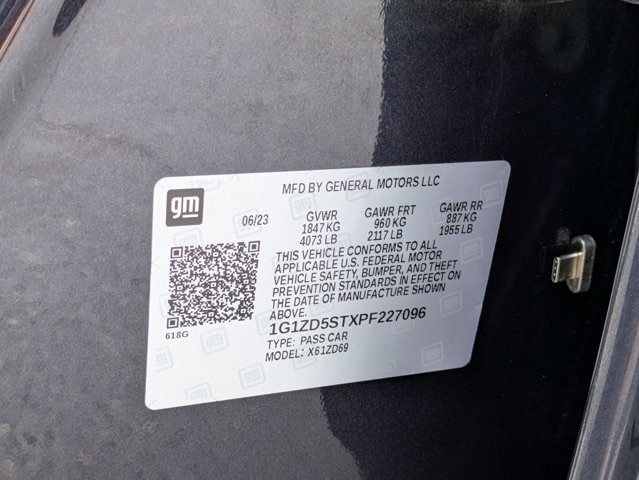 gm
MFD BY GENERAL MOTORS LLC
06/23 GVWR GAWR FRT GAWR RR
1847 KG 960 KG 887 KG
4073 LB 2117 LB 1955 LB
THIS VEHICLE CONFORMS TO ALL
APPLICABLE U.S. FEDERAL MOTOR
VEHICLE SAFETY, BUMPER, AND THEFT
PREVENTION STANDARDS IN EFFECT ON
THE DATE OF MANUFACTURE SHOWN
ABOVE.
1G1ZD5STXPF227096
TYPE: PASS CAR
MODEL: X61ZD69
618G